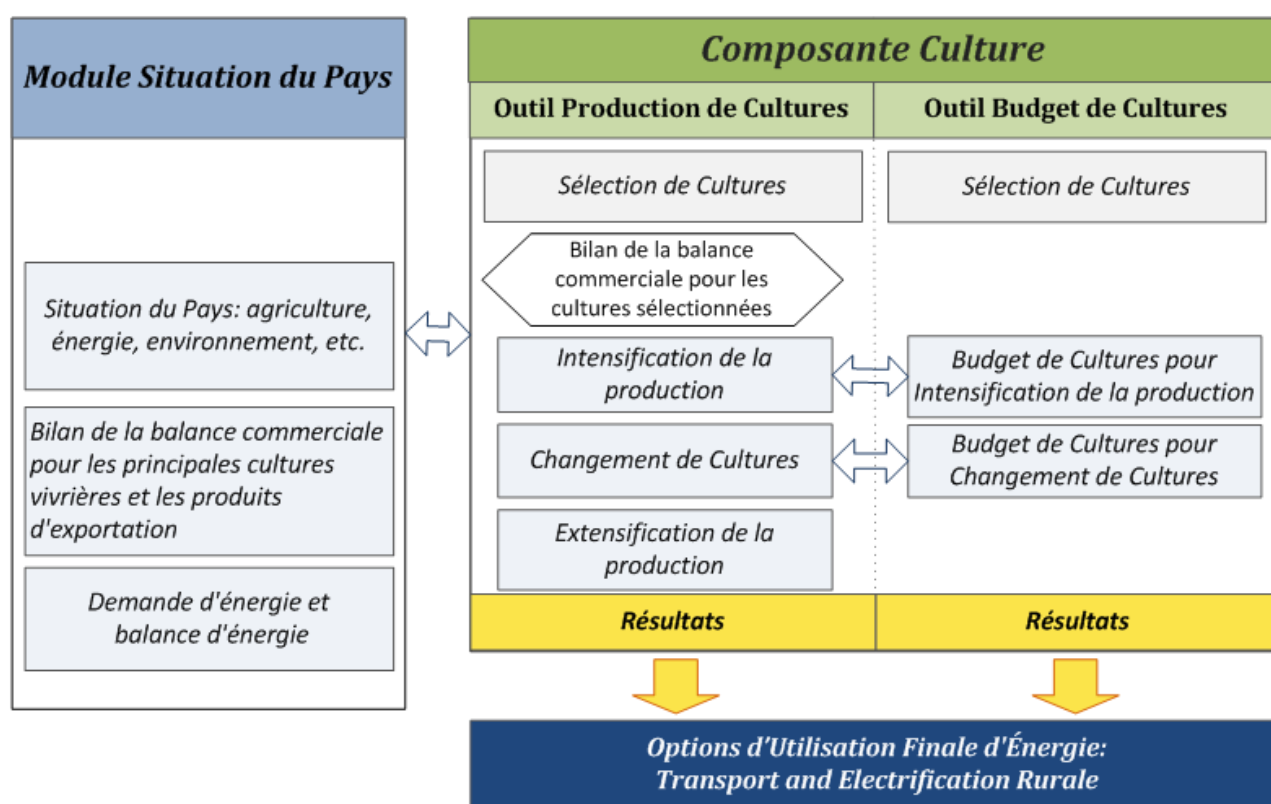 Module Situation du Pays
Situation du Pays: agriculture,
énergie, environnement, etc.
Bilan de la balance commerciale
pour les principales cultures
vivrières et les produits
d'exportation
Demande d'énergie et
balance d'énergie
Composante Culture
Outil Production de Cultures
Outil Budget de Cultures
Sélection de Cultures
Sélection de Cultures
Bilan de la balance
commerciale pour les
cultures sélectionnées
Intensification de la
production
Budget de Cultures pour
Intensification de la production
Changement de Cultures
Budget de Cultures pour
Changement de Cultures
Extensification de la
production
Résultats
Résultats
Options d’Utilisation Finale d'Énergie:
Transport and Electrification Rurale